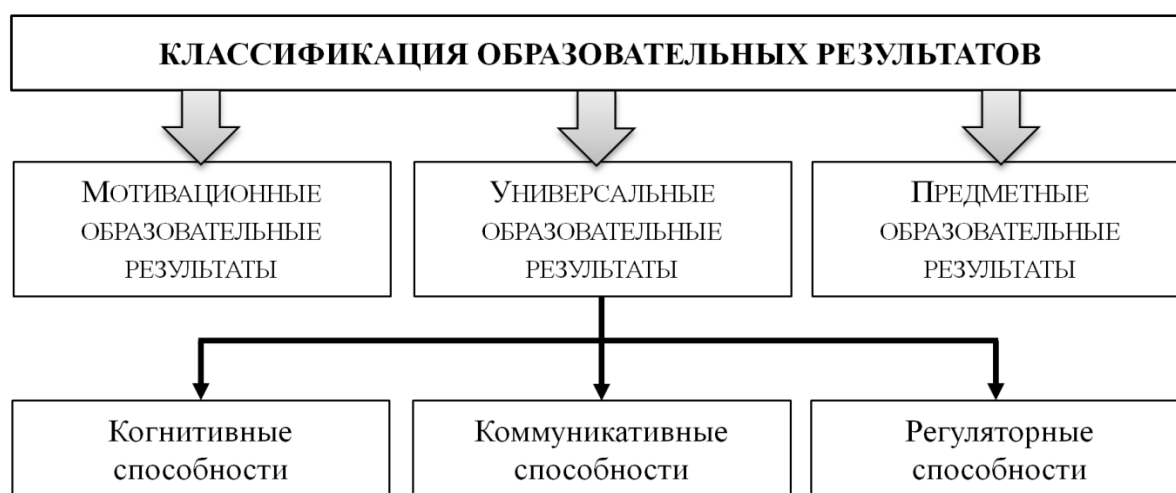 КЛАССИФИКАЦИЯ ОБРАЗОВАТЕЛЬНЫХ РЕЗУЛЬТАТОВ
МОТИВАЦИОННЫЕ
ОБРАЗОВАТЕЛЬНЫЕ
РЕЗУЛЬТАТЫ
УНИВЕРСАЛЬНЫЕ
ОБРАЗОВАТЕЛЬНЫЕ
РЕЗУЛЬТАТЫ
ПРЕДМЕТНЫЕ
ОБРАЗОВАТЕЛЬНЫЕ
РЕЗУЛЬТАТЫ
Когнитивные
способности
Коммуникативные
способности
Регуляторные
способности